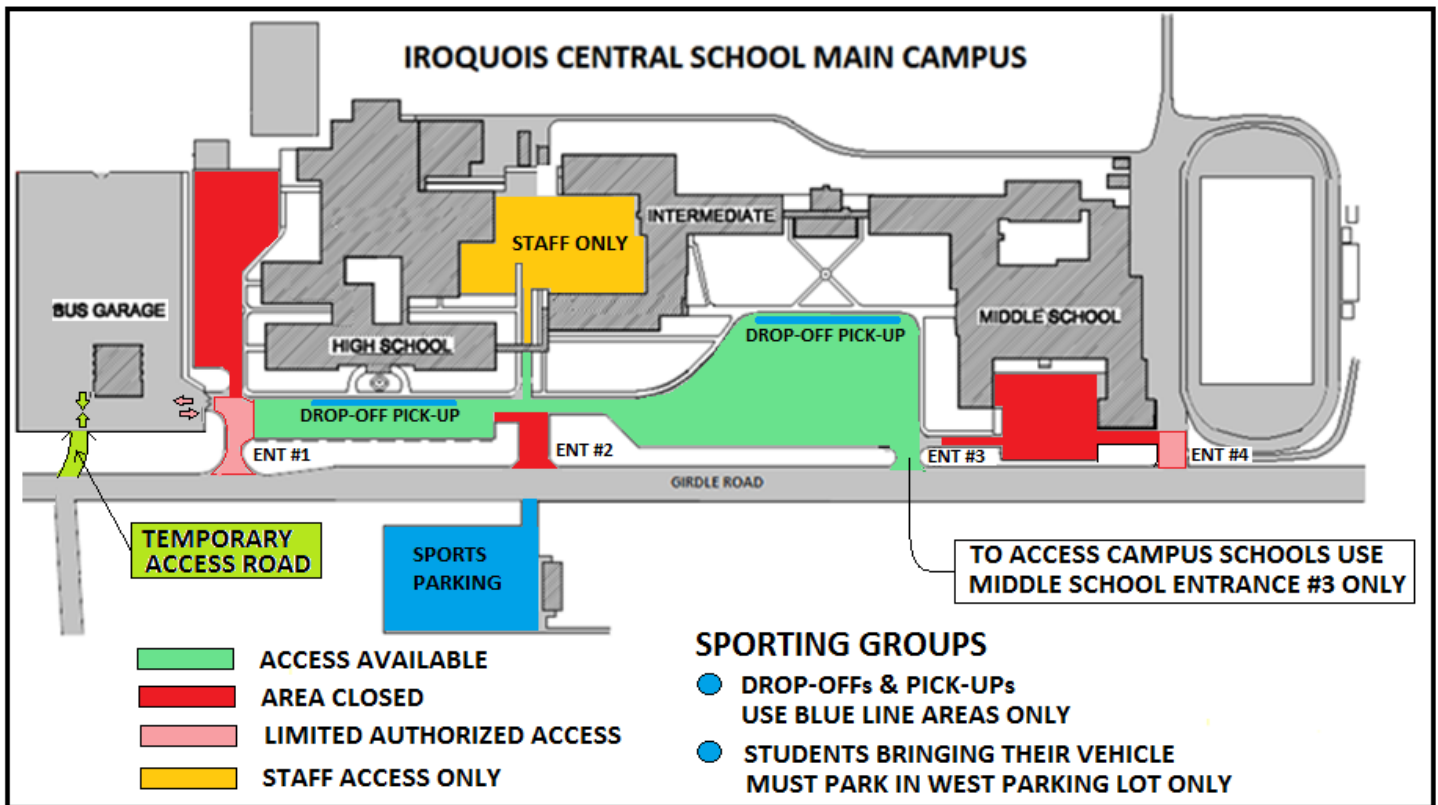 IROQUOIS CENTRAL SCHOOL MAIN CAMPUS
INTERMEDIATE
STAFF ONLY
BUS GARAGE
MIDDLE SCHOOL
DROP-OFF PICK-UP
HIGH SCHOOL
DROP-OFF PICK-UP
ENT #1
ENT #2
ENT #3
ENT #4
GIRDLE ROAD
TEMPORARY
ACCESS ROAD
SPORTS
PARKING
TO ACCESS CAMPUS SCHOOLS USE
MIDDLE SCHOOL ENTRANCE #3 ONLY
ACCESS AVAILABLE
AREA CLOSED
LIMITED AUTHORIZED ACCESS
STAFF ACCESS ONLY
SPORTING GROUPS
DROP-OFFs & PICK-UPs
USE BLUE LINE AREAS ONLY
STUDENTS BRINGING THEIR VEHICLE
MUST PARK IN WEST PARKING LOT ONLY